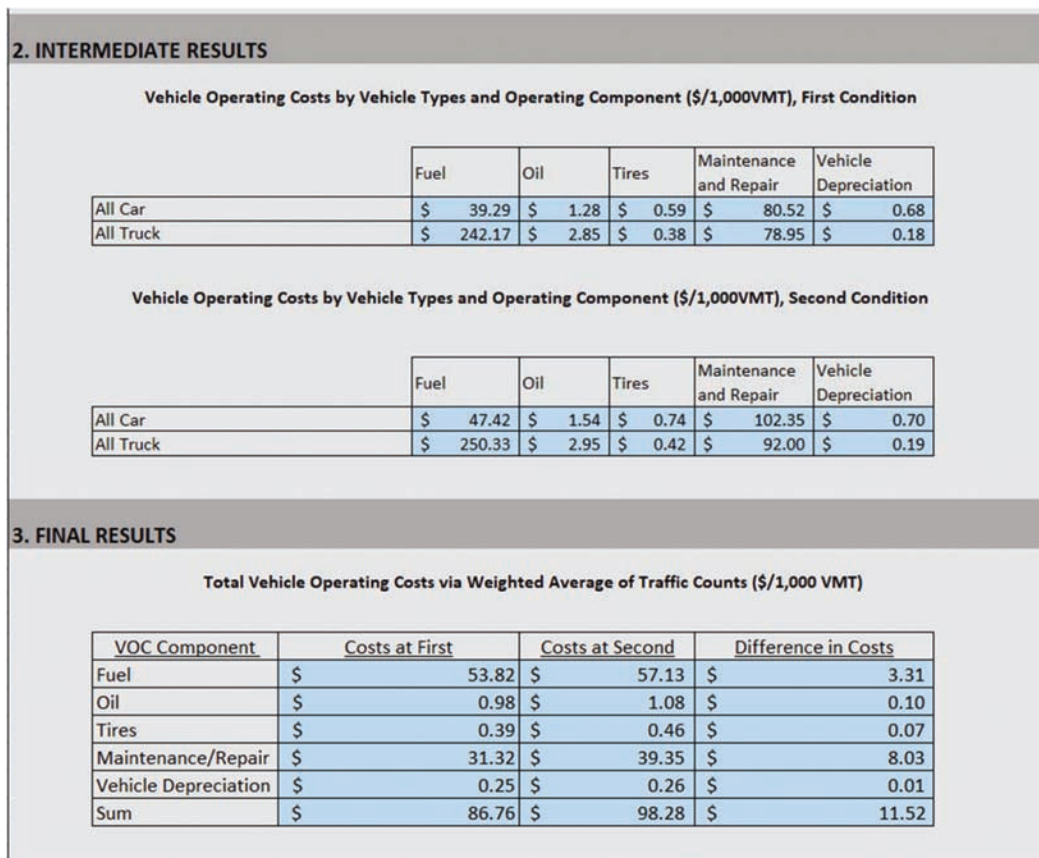 2. INTERMEDIATE RESULTS
Vehicle Operating Costs by Vehicle Types and Operating Component ($/1,000VMT), First Condition
Fuel Oil Tires Maintenance and Repair Vehicle Depreciation
All Car $ 39.29 $ 1.28 $ 0.59 $ 80.52 $ 0.68
All Truck $ 242.17 $ 2.85 $ 0.38 $ 78.95 $ 0.18
Vehicle Operating Costs by Vehicle Types and Operating Component ($/1,000VMT), Second Condition
Fuel Oil Tires Maintenance and Repair Vehicle Depreciation
All Car $ 47.42 $ 1.54 $ 0.74 $ 102.35 $ 0.70
All Truck $ 250.33 $ 2.95 $ 0.42 $ 92.00 $ 0.19
3. FINAL RESULTS
Total Vehicle Operating Costs via Weighted Average of Traffic Counts ($/1,000 VMT)
VOC Component Costs at First Costs at Second Difference in Costs
Fuel $ 53.82 $ 57.13 $ 3.31
Oil $ 0.98 $ 1.08 $ 0.10
Tires $ 0.39 $ 0.46 $ 0.07
Maintenance/Repair $ 31.32 $ 39.35 $ 8.03
Vehicle Depreciation $ 0.25 $ 0.26 $ 0.01
Sum $ 86.76 $ 98.28 $ 11.52